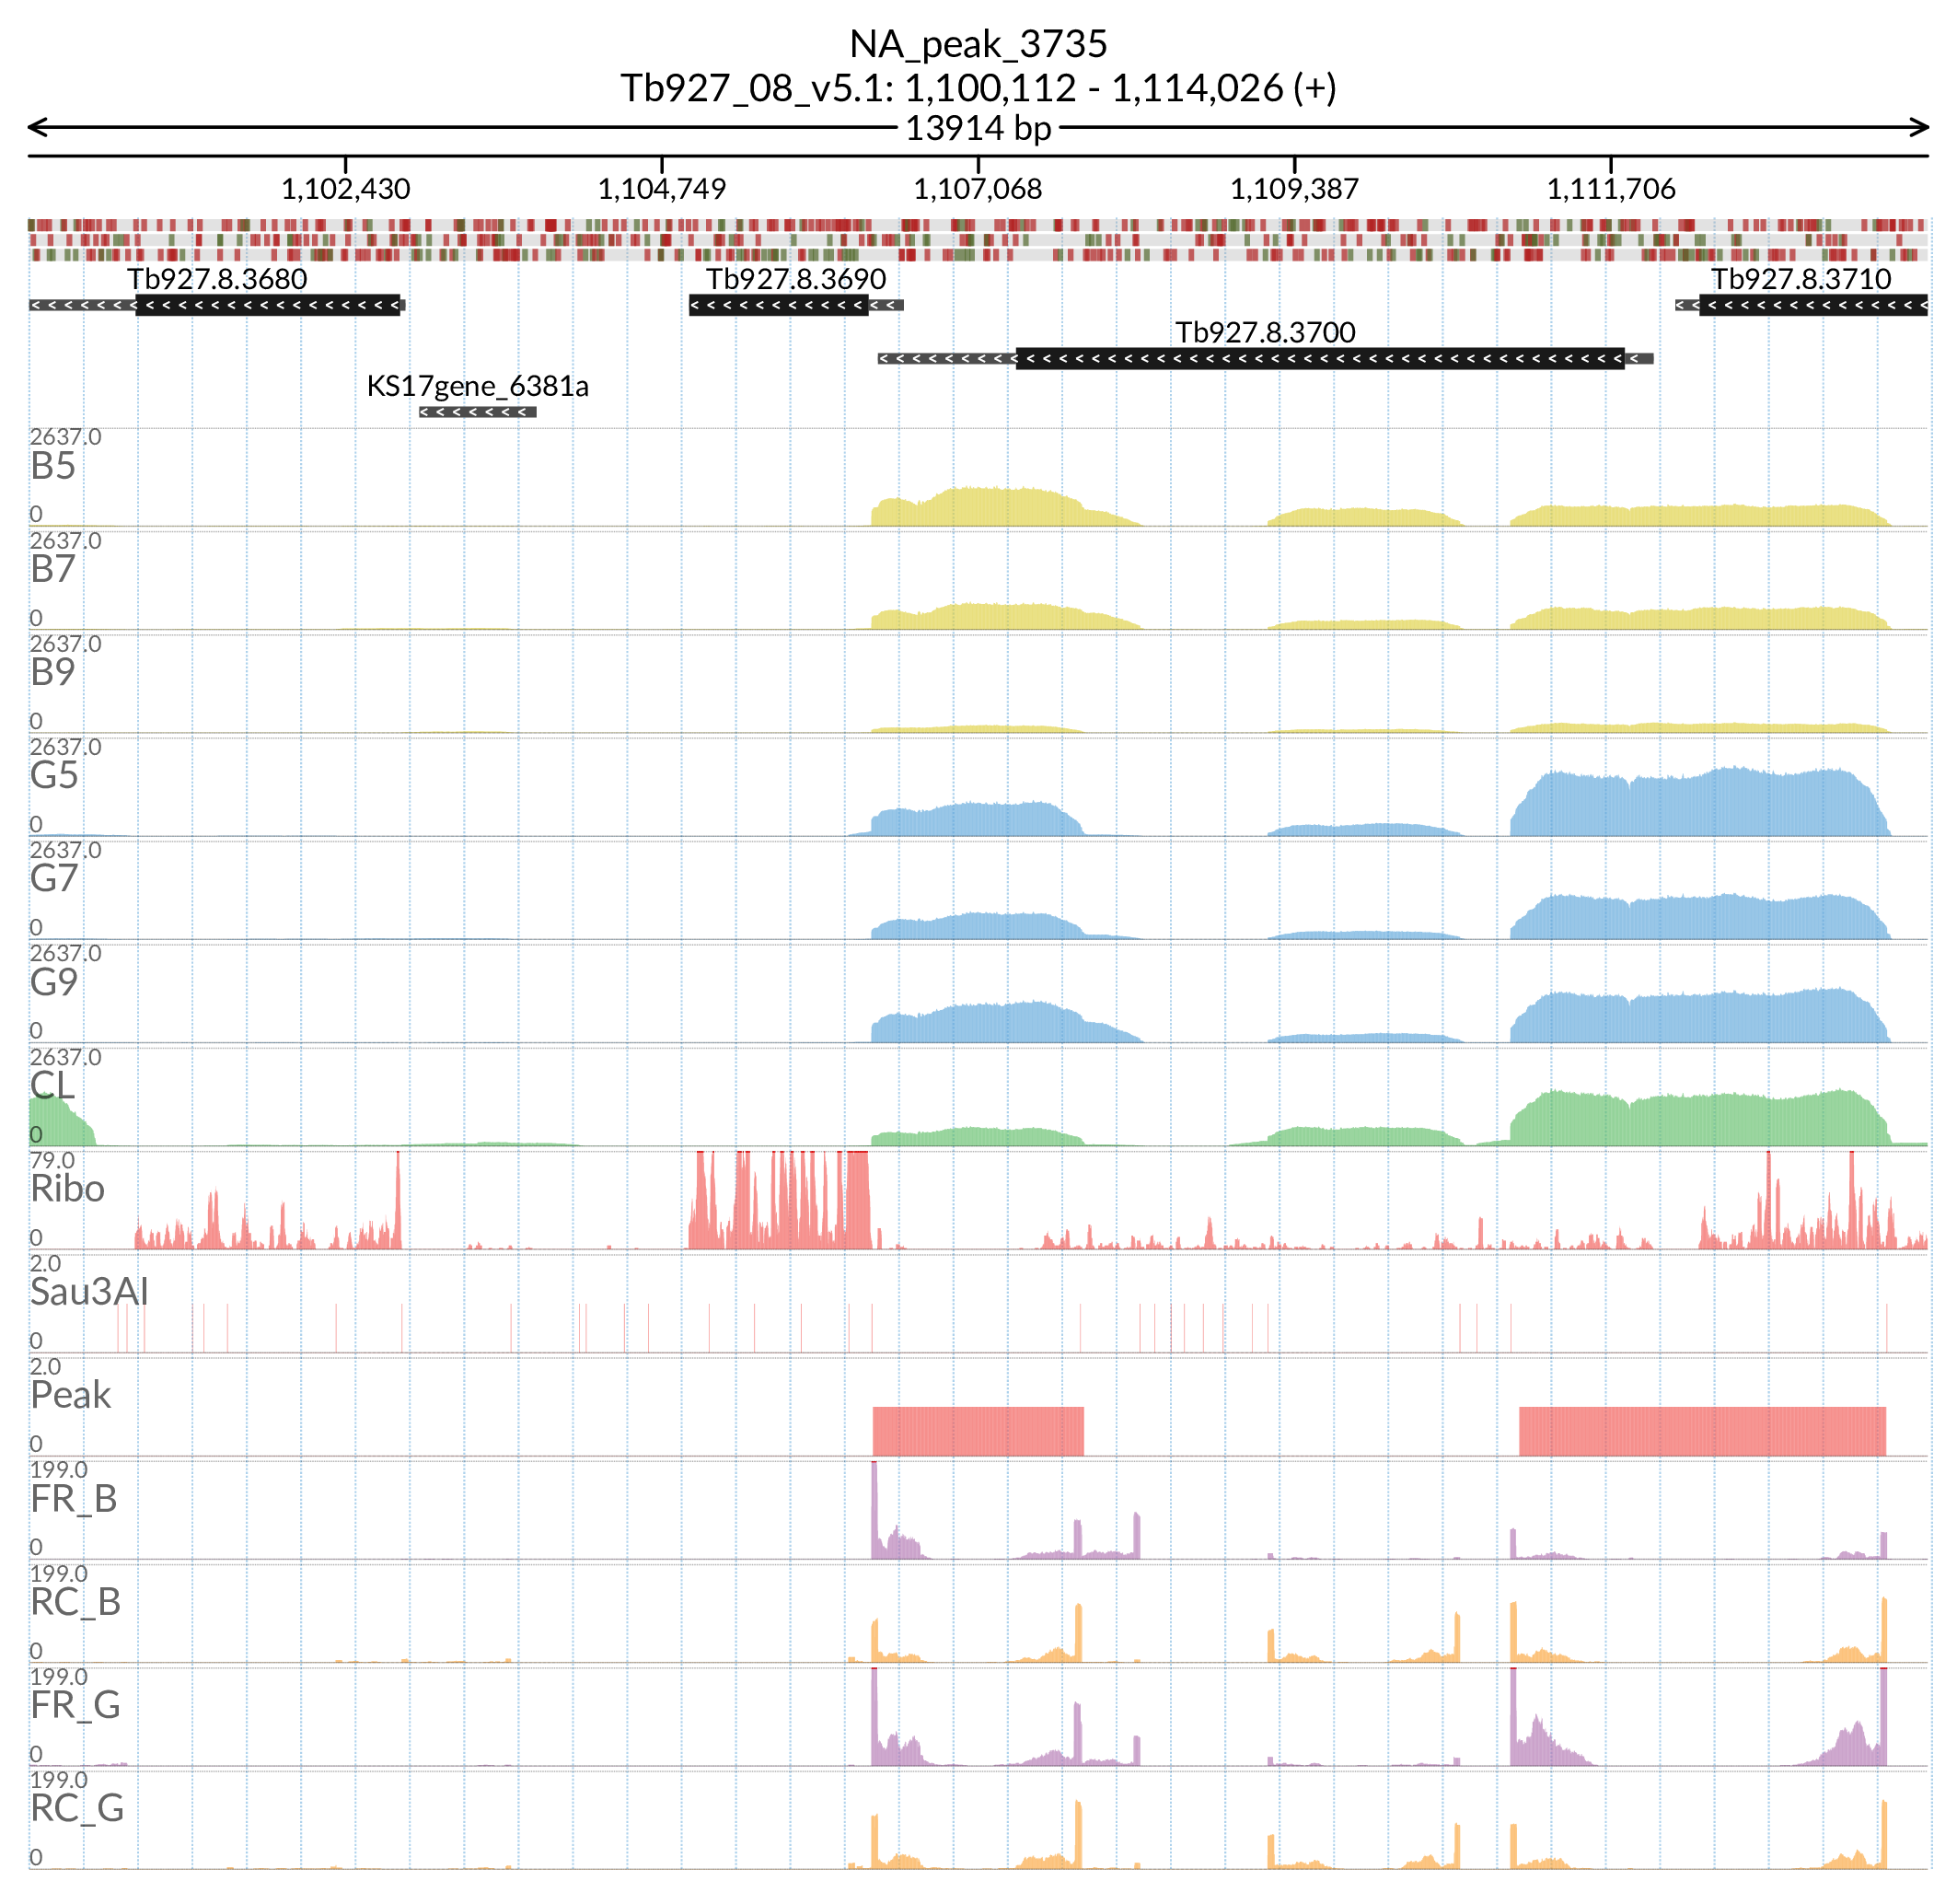 NA_peak_3735
Tb927_08_v5.1: 1,100,112 - 1,114,026 (+)
13914 bp
1,102,430 1,104,749 1,107,068 1,109,387 1,111,706
Tb927.8.3680 Tb927.8.3690 Tb927.8.3710
Tb927.8.3700
KS17gene_6381a
2637.0
B5
0
2637.0
B7
0
2637.0
B9
0
2637.0
G5
0
2637.0
G7
0
2637.0
G9
0
2637.0
CL
0
79.0
Ribo
0
2.0
Sau3AI
0
2.0
Peak
0
199.0
FR_B
0
199.0
RC_B
0
199.0
FR_G
0
199.0
RC_G
0